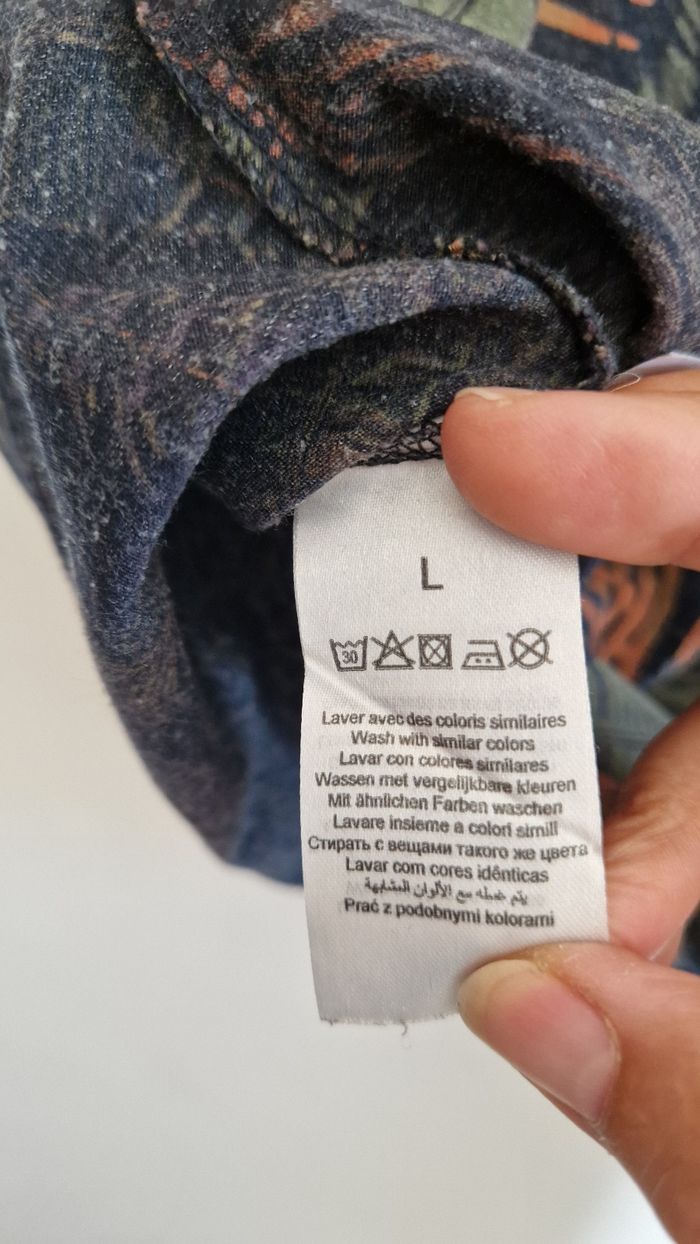 L
30
Laver avec des coloris similaires
Wash with similar colors
Lavar con colores similares
Wassen met vergelijkbare kleuren
Mit ähnlichen Farben waschen
Lavare insieme a colori simili
Стирать с вещами такого же цвета
Lavar com cores idênticas
يتم غسله مع الألوان المشابهة
Prać z podobnymi kolorami